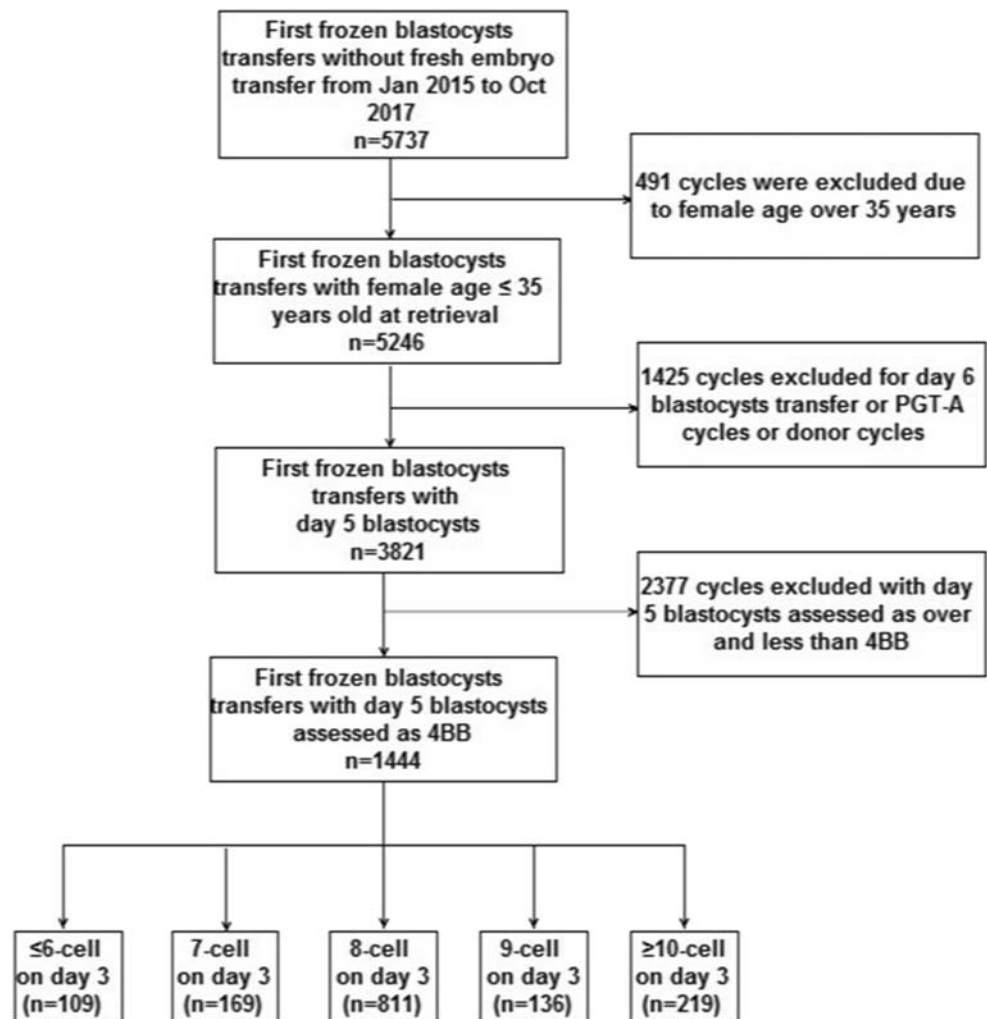 First frozen blastocysts
transfers without fresh embryo
transfer from Jan 2015 to Oct
2017
n=5737
491 cycles were excluded due
to female age over 35 years
First frozen blastocysts
transfers with female age ≤ 35
years old at retrieval
n=5246
1425 cycles excluded for day 6
blastocysts transfer or PGT-A
cycles or donor cycles
First frozen blastocysts
transfers with
day 5 blastocysts
n=3821
2377 cycles excluded with day
5 blastocysts assessed as over
and less than 4BB
First frozen blastocysts
transfers with day 5 blastocysts
assessed as 4BB
n=1444
≤6-cell
on day 3
(n=109)
7-cell
on day 3
(n=169)
8-cell
on day 3
(n=811)
9-cell
on day 3
(n=136)
≥10-cell
on day 3
(n=219)